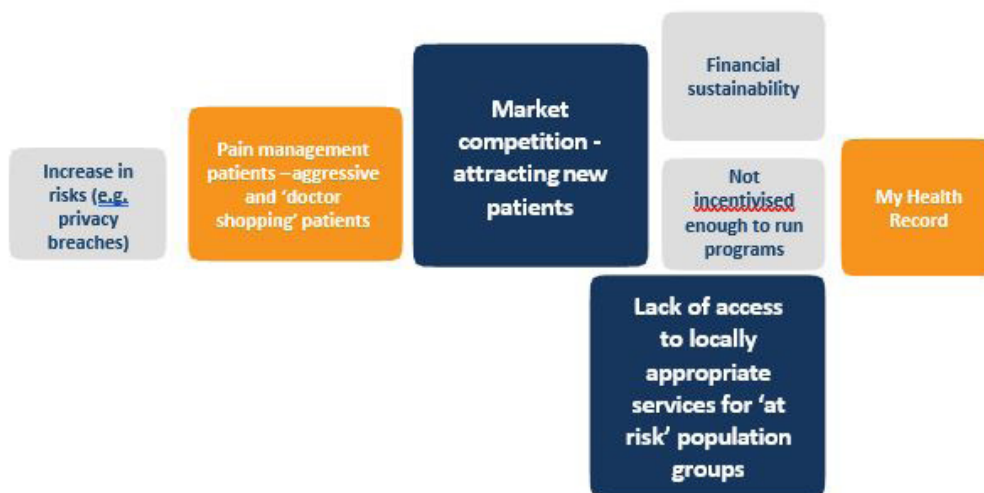 Increase in
risks (e.g.
privacy
breaches)
Pain management
patients –aggressive
and ‘doctor
shopping’ patients
Market
competition -
attracting new
patients
Financial
sustainability
Not
incentivised
enough to run
programs
My Health
Record
Lack of access
to locally
appropriate
services for ‘at
risk’ population
groups